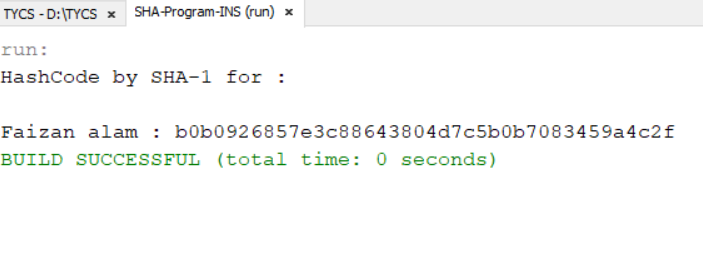 TYCS - D:\TYCS × SHA-Program-INS (run) ×
run:
HashCode by SHA-1 for :
Faizan alam : b0b0926857e3c88643804d7c5b0b7083459a4c2f
BUILD SUCCESSFUL (total time: 0 seconds)